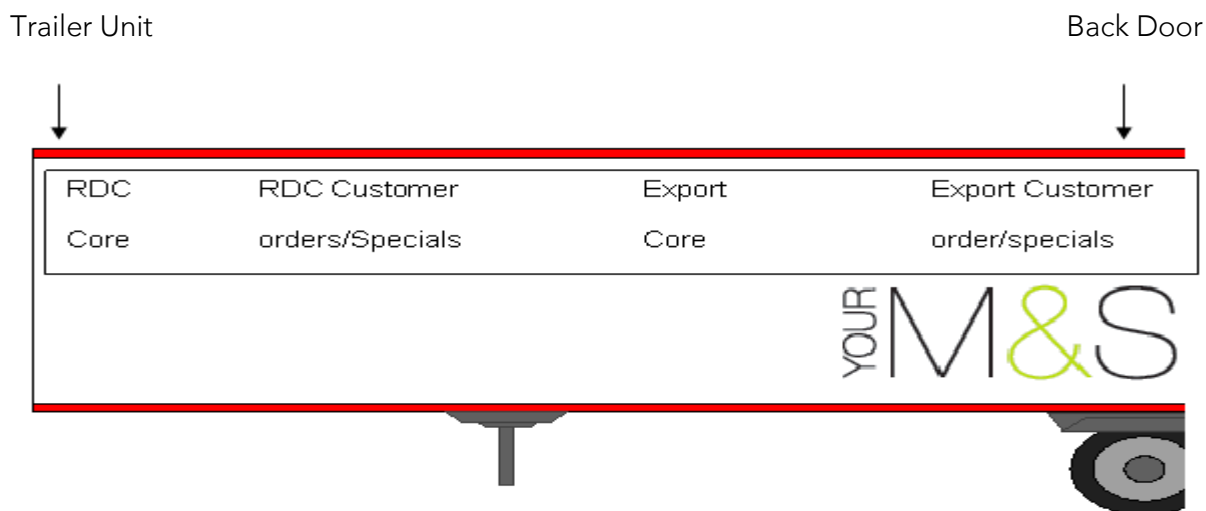 Trailer Unit Back Door
RDC RDC Customer Export Export Customer
Core orders/Specials Core order/specials
YOUR M&S